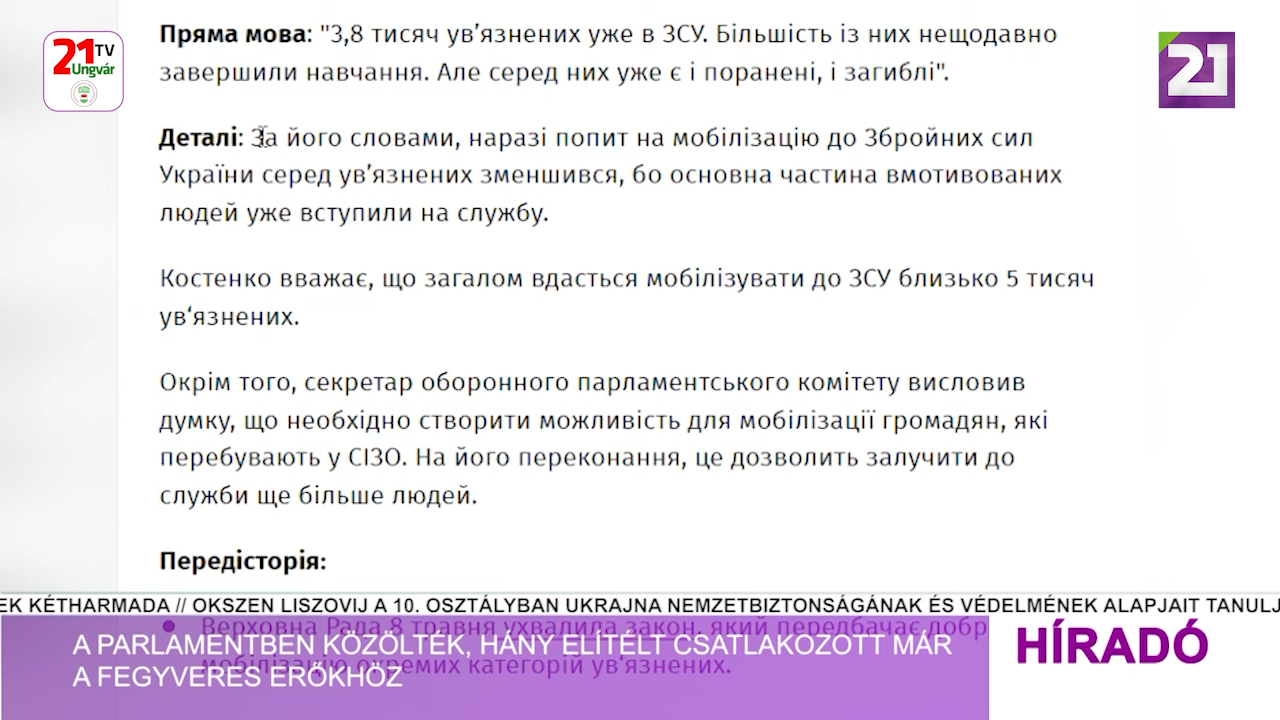 21 TV
Ungvár
21
Пряма мова: "3,8 тисяч ув’язнених уже в ЗСУ. Більшість із них нещодавно
завершили навчання. Але серед них уже є і поранені, і загиблі".
Деталі: За його словами, наразі попит на мобілізацію до Збройних сил
України серед ув’язнених зменшився, бо основна частина вмотивованих
людей уже вступили на службу.
Костенко вважає, що загалом вдасться мобілізувати до ЗСУ близько 5 тисяч
ув‘язнених.
Окрім того, секретар оборонного парламентського комітету висловив
думку, що необхідно створити можливість для мобілізації громадян, які
перебувають у СІЗО. На його переконання, це дозволить залучити до
служби ще більше людей.
Передісторія:
EK KÉTHARMADA // OKSZEN LISZOVIJ A 10. OSZTÁLYBAN UKRAJNA NEMZETBIZTONSÁGÁNAK ÉS VÉDELMÉNEK ALAPJAIT TANULJ
Верховна Рада 8 травня ухвалила закон, який передбачає добр
мобілізацію окремих категорій ув’язнених.
A PARLAMENTBEN KÖZÖLTÉK, HÁNY ELÍTÉLT CSATLAKOZOTT MÁR
A FEGYVERES ERŐKHÖZ
HÍRADÓ